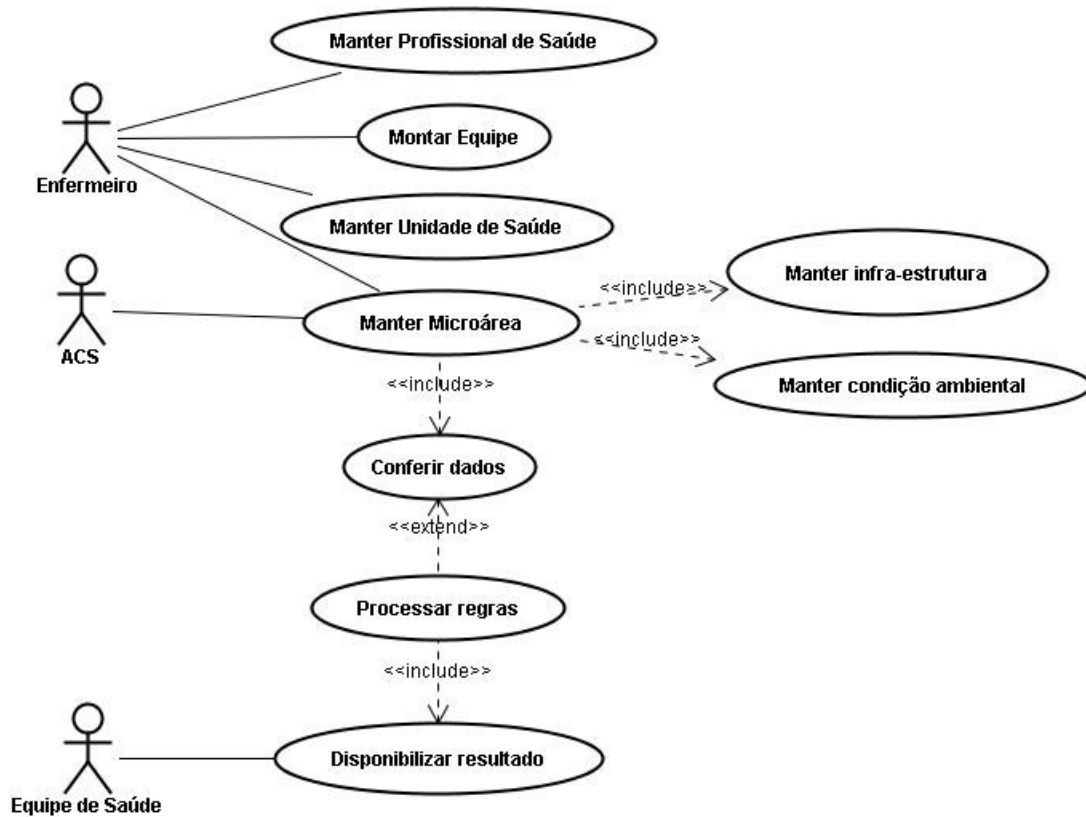 Manter Profissional de Saúde
Montar Equipe
Enfermeiro
Manter Unidade de Saúde
Manter infra-estrutura
<<include>>
Manter Microárea
<<include>>
ACS
<<include>>
Manter condição ambiental
Conferir dados
<<extend>>
Processar regras
<<include>>
Disponibilizar resultado
Equipe de Saúde